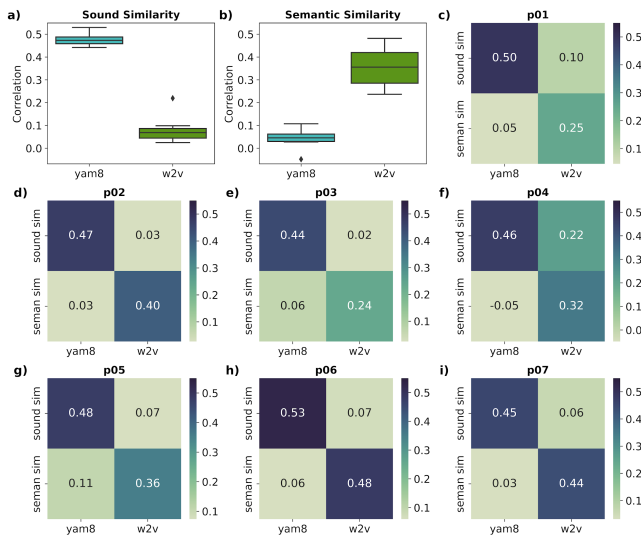 a) Sound Similarity
Correlation
0.5
0.4
0.3
0.2
0.1
0.0
yam8 w2v
b) Semantic Similarity
Correlation
0.5
0.4
0.3
0.2
0.1
0.0
yam8 w2v
c) p01
sound sim
seman sim
0.50 0.10
0.05 0.25
yam8 w2v
0.5
0.4
0.3
0.2
0.1
d) p02
sound sim
seman sim
0.47 0.03
0.03 0.40
yam8 w2v
0.5
0.4
0.3
0.2
0.1
e) p03
sound sim
seman sim
0.44 0.02
0.06 0.24
yam8 w2v
0.5
0.4
0.3
0.2
0.1
f) p04
sound sim
seman sim
0.46 0.22
-0.05 0.32
yam8 w2v
0.5
0.4
0.3
0.2
0.1
0.0
g) p05
sound sim
seman sim
0.48 0.07
0.11 0.36
yam8 w2v
0.5
0.4
0.3
0.2
0.1
h) p06
sound sim
seman sim
0.53 0.07
0.06 0.48
yam8 w2v
0.5
0.4
0.3
0.2
0.1
i) p07
sound sim
seman sim
0.45 0.06
0.03 0.44
yam8 w2v
0.5
0.4
0.3
0.2
0.1